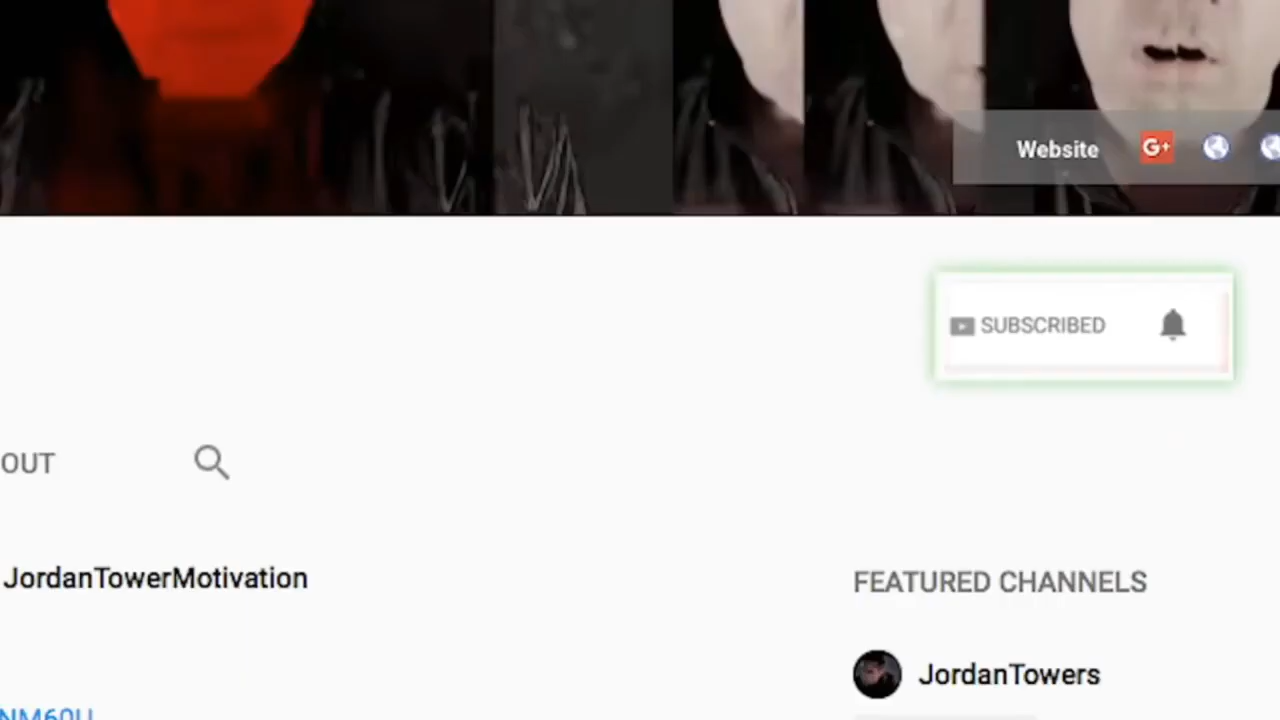 Website G+
SUBSCRIBED
OUT
JordanTowerMotivation
FEATURED CHANNELS
JordanTowers